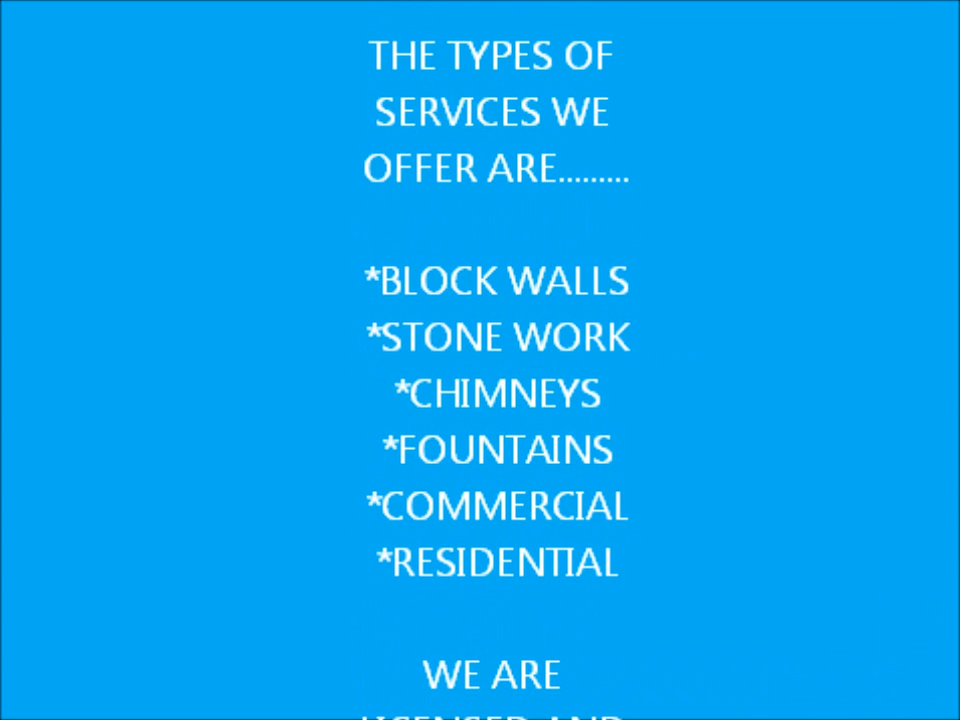 THE TYPES OF
SERVICES WE
OFFER ARE.........
*BLOCK WALLS
*STONE WORK
*CHIMNEYS
*FOUNTAINS
*COMMERCIAL
*RESIDENTIAL
WE ARE
LICENSED AND